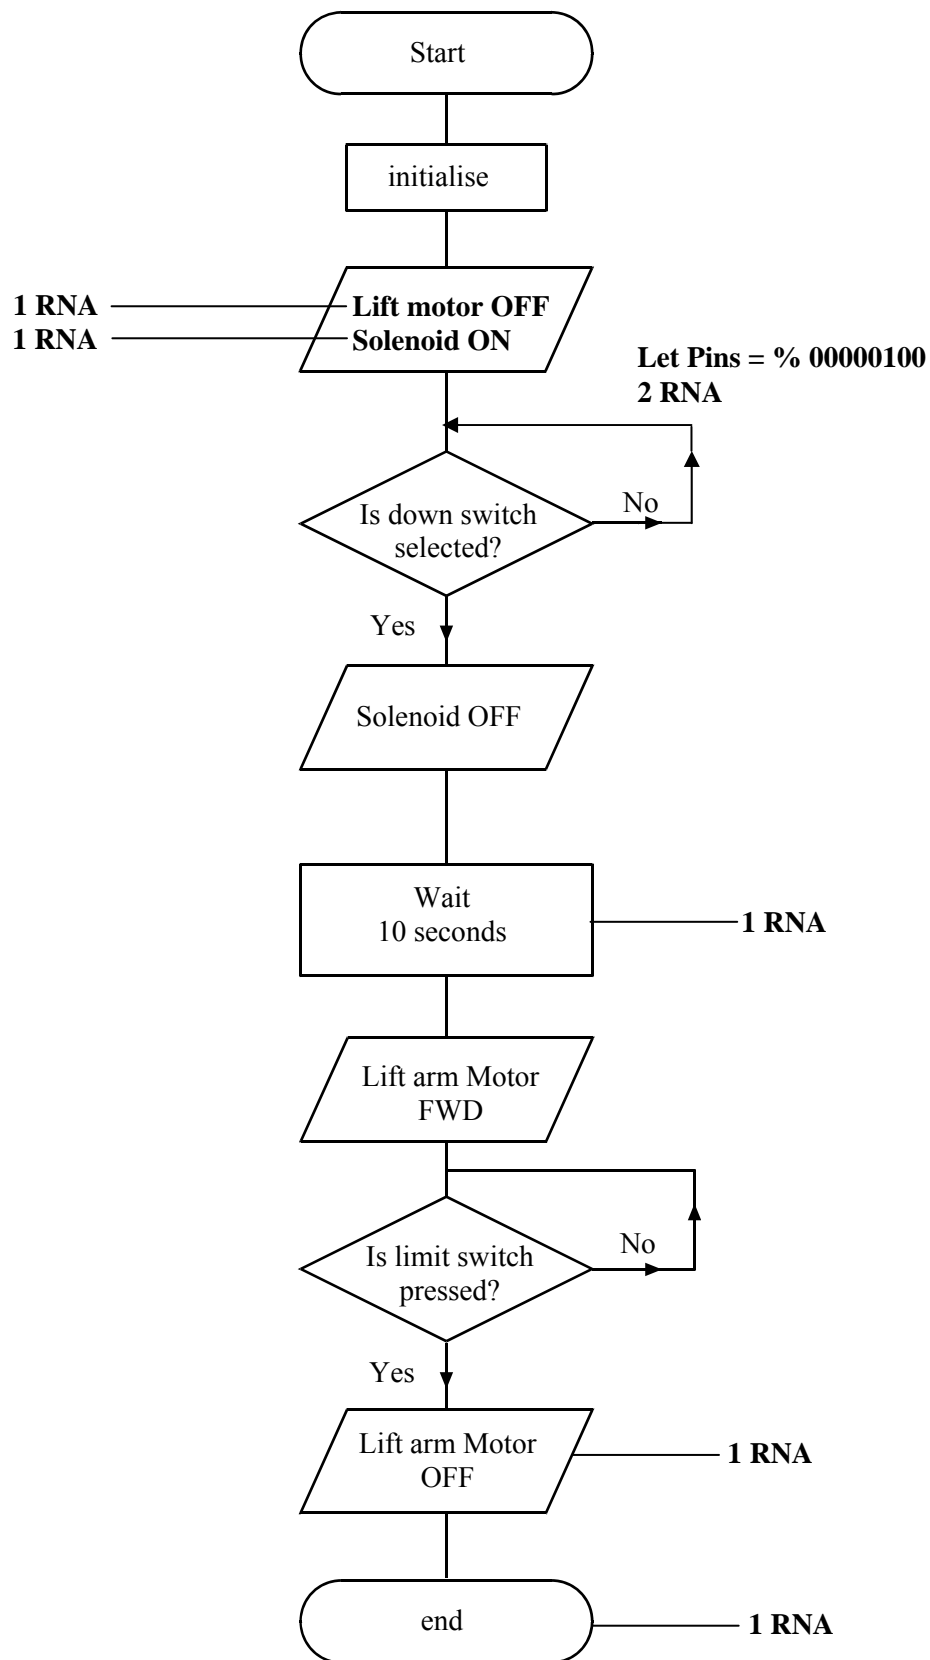 Start
initialise
1 RNA
Lift motor OFF
1 RNA
Solenoid ON
Let Pins = % 00000100
2 RNA
Is down switch
selected?
No
Yes
Solenoid OFF
Wait
10 seconds
1 RNA
Lift arm Motor
FWD
Is limit switch
pressed?
No
Yes
Lift arm Motor
OFF
1 RNA
end
1 RNA